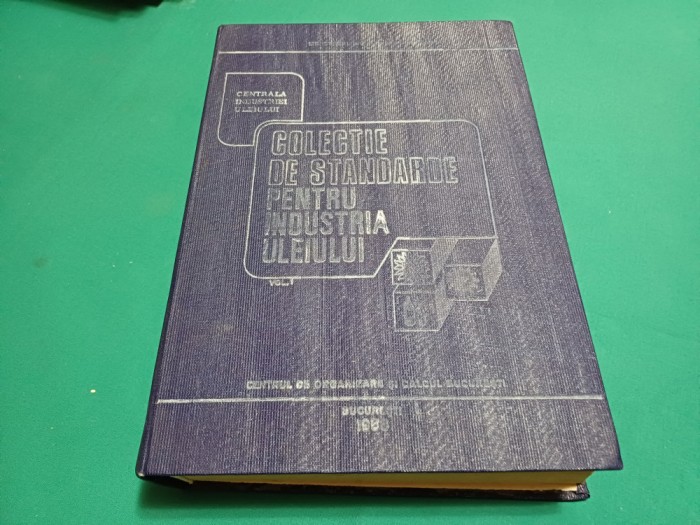 CENTRALA
INDUSTRIEI
ULEIULUI
COLECTIE
DE STANDARDE
PENTRU
INDUSTRIA
ULEIULUI
VOL. I
CENTRUL DE ORGANIZARE ȘI CALCUL BUCUREȘTI
BUCUREȘTI